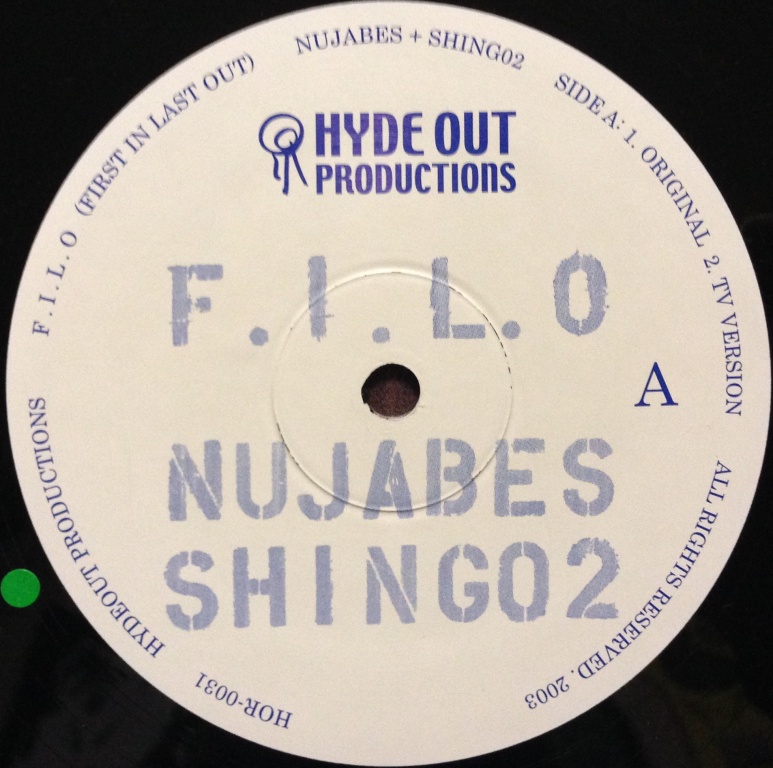 F.I.L.O (FIRST IN LAST OUT)
NUJABES + SHING02
SIDE A: 1. ORIGINAL 2. TV VERSION
HYDE OUT
PRODUCTIONS
F.I.L.O
A
NUJABES
SHINGO2
ALL RIGHTS RESERVED. 2003
HOR-0031
HYDEOUT PRODUCTIONS